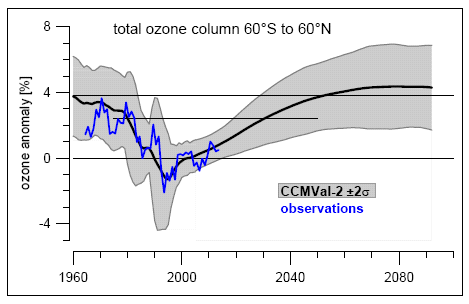 total ozone column 60°S to 60°N
ozone anomaly [%]
8
4
0
-4
CCMVal-2 ±2σ
observations
1960
2000
2040
2080